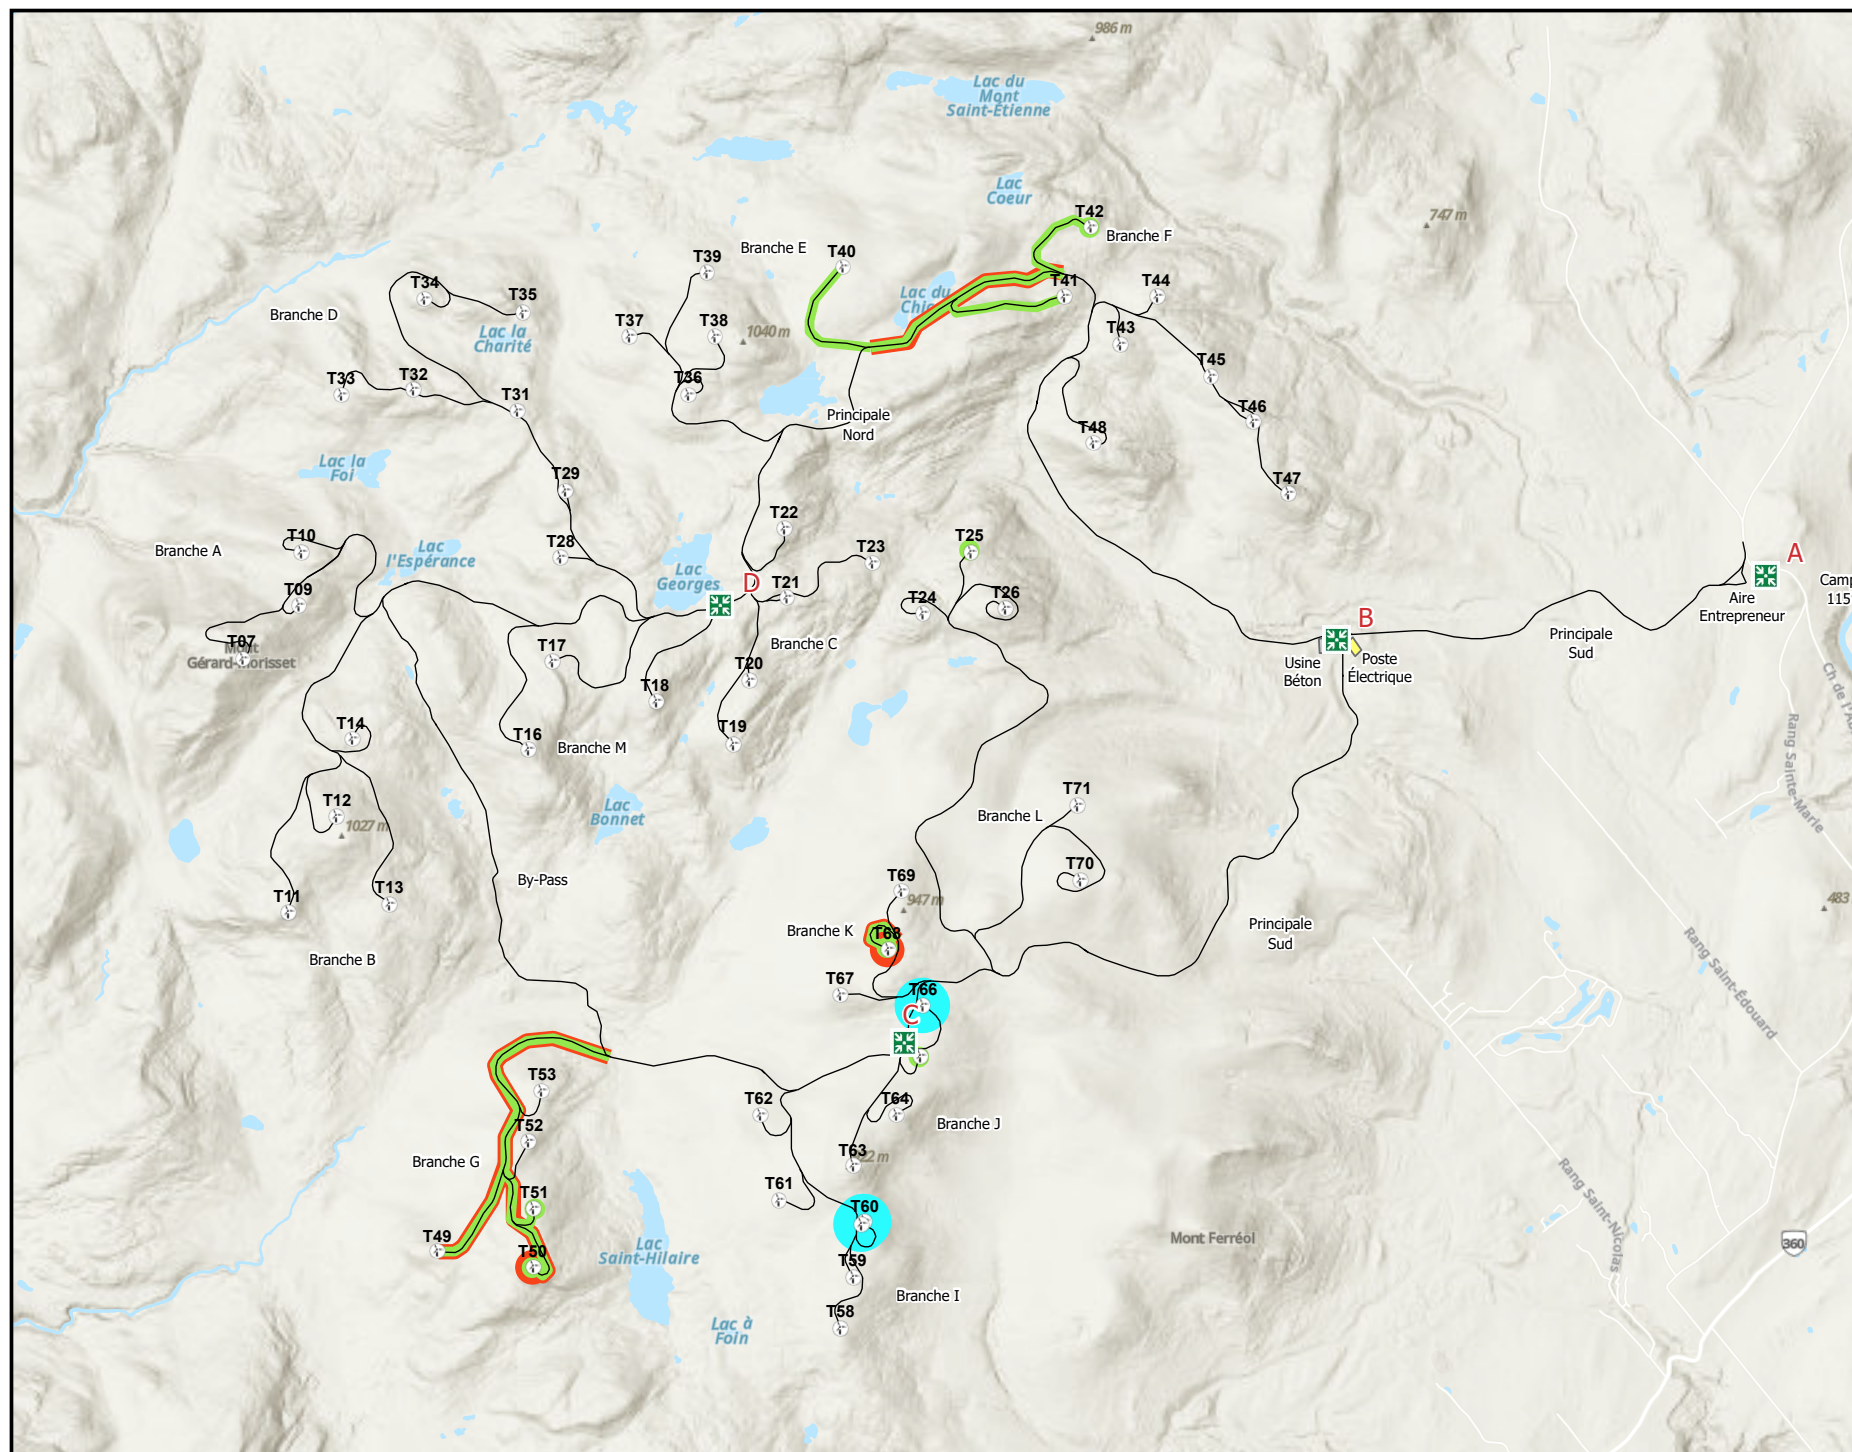 986 m
Lac du
Mont
Saint-Étienne
Lac
Coeur
T42
747 m
Branche F
Branche E
T40
T39
T34
T35
Branche D
Lac la
Charité
T37
T38
1040 m
Lac du
T41
T44
T43
T45
T33
T32
T31
T36
Principale
Nord
T46
T48
Lac la
Foi
T29
T47
T22
T10
Branche A
Lac
l'Espérance
T28
T23
T25
A
Lac
Georges
D
T21
T09
T24
T26
Camp
115
Aire
Entrepreneur
B
T07
Mont
T17
Branche C
T20
T18
Usine
Béton
Poste
Électrique
Principale
Sud
Ch de l'A
T14
T16
Branche M
T19
Rang Sainte-Marie
T12
1027 m
Lac
Bonnet
Branche L
T71
T70
T11
T13
By-Pass
T69
947 m
483
Branche K
T68
Principale
Sud
Branche B
T67
T66
C
Rang Saint-Édouard
T53
T62
T64
Branche J
T52
Branche G
T63
T51
T61
T60
Rang Saint-Nicolas
T49
T50
Lac
Saint-Hilaire
T59
Mont Ferréol
360
Branche I
T58
Lac à
Foin